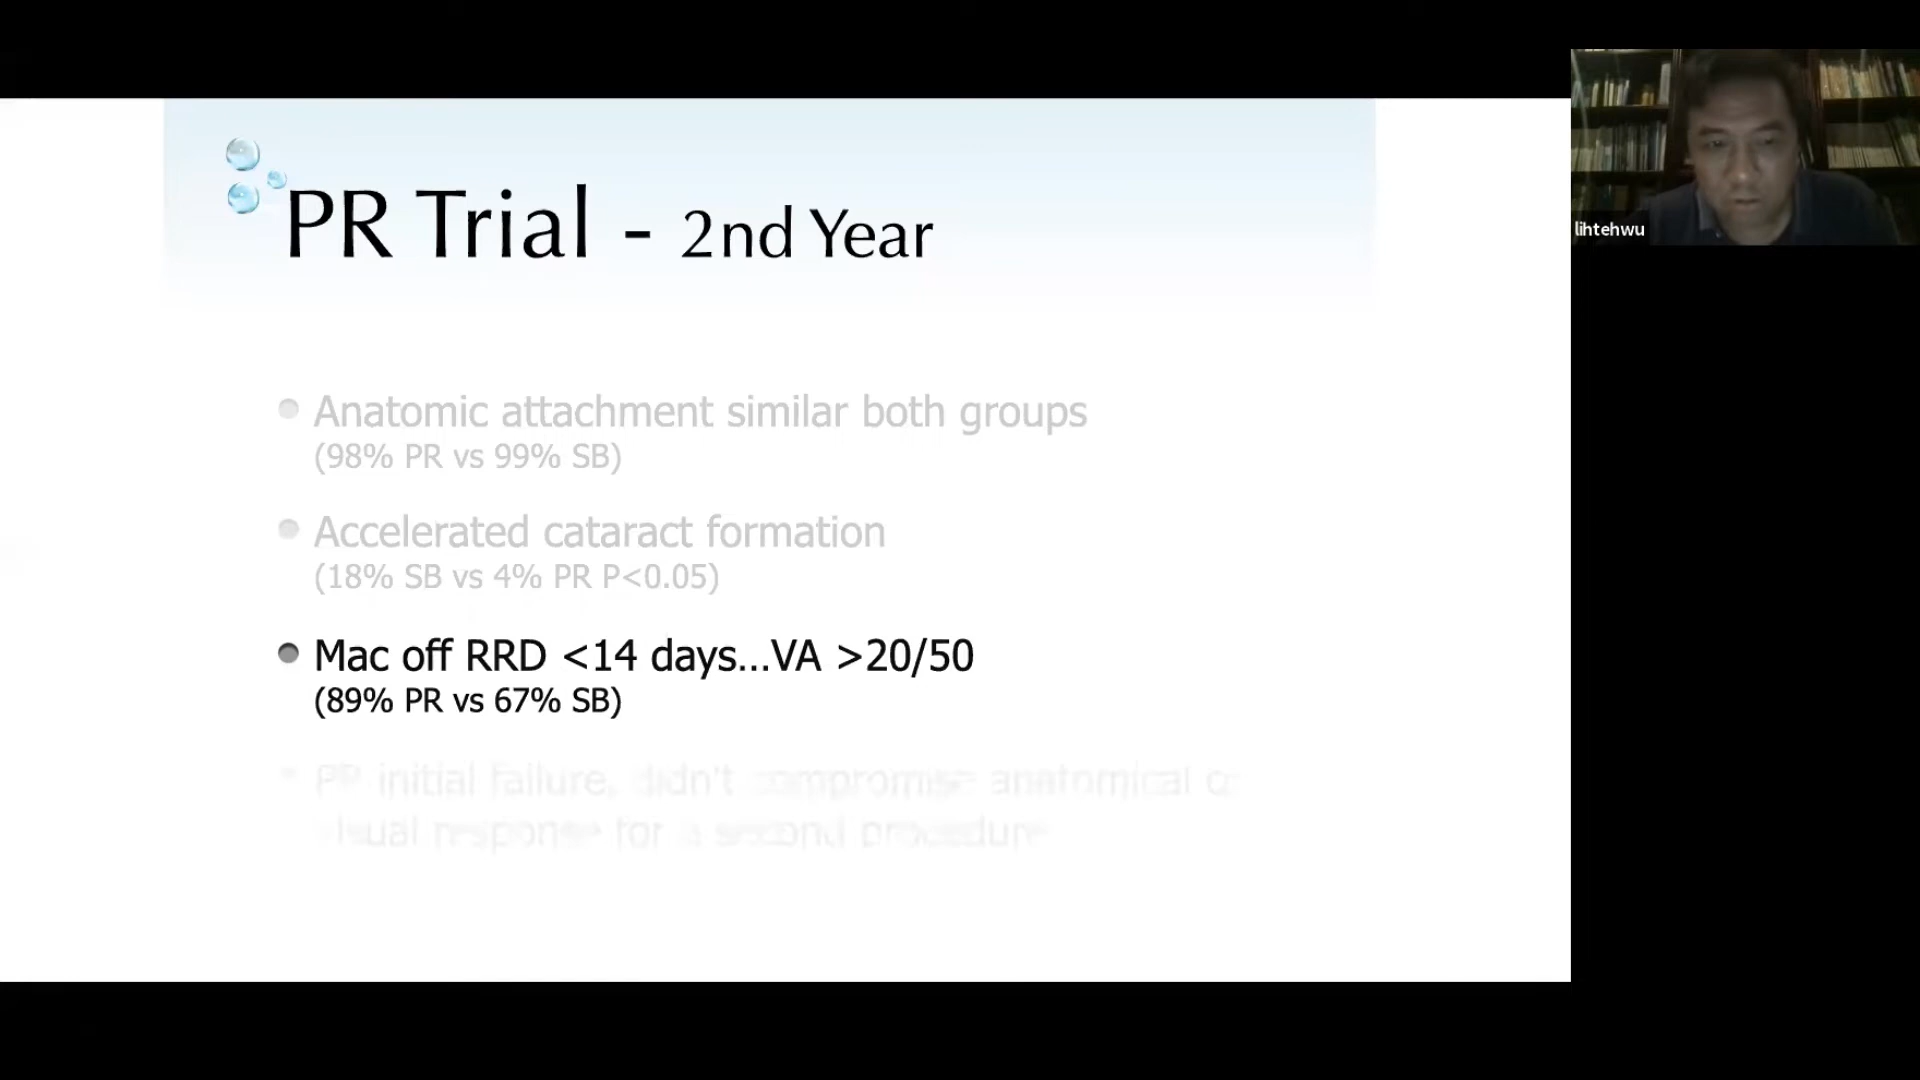 PR Trial - 2nd Year
lihtehwu
Anatomic attachment similar both groups
(98% PR vs 99% SB)
Accelerated cataract formation
(18% SB vs 4% PR P<0.05)
Mac off RRD <14 days...VA >20/50
(89% PR vs 67% SB)
PR initial failure, didn't compromise anatomical or
visual response for a second procedure